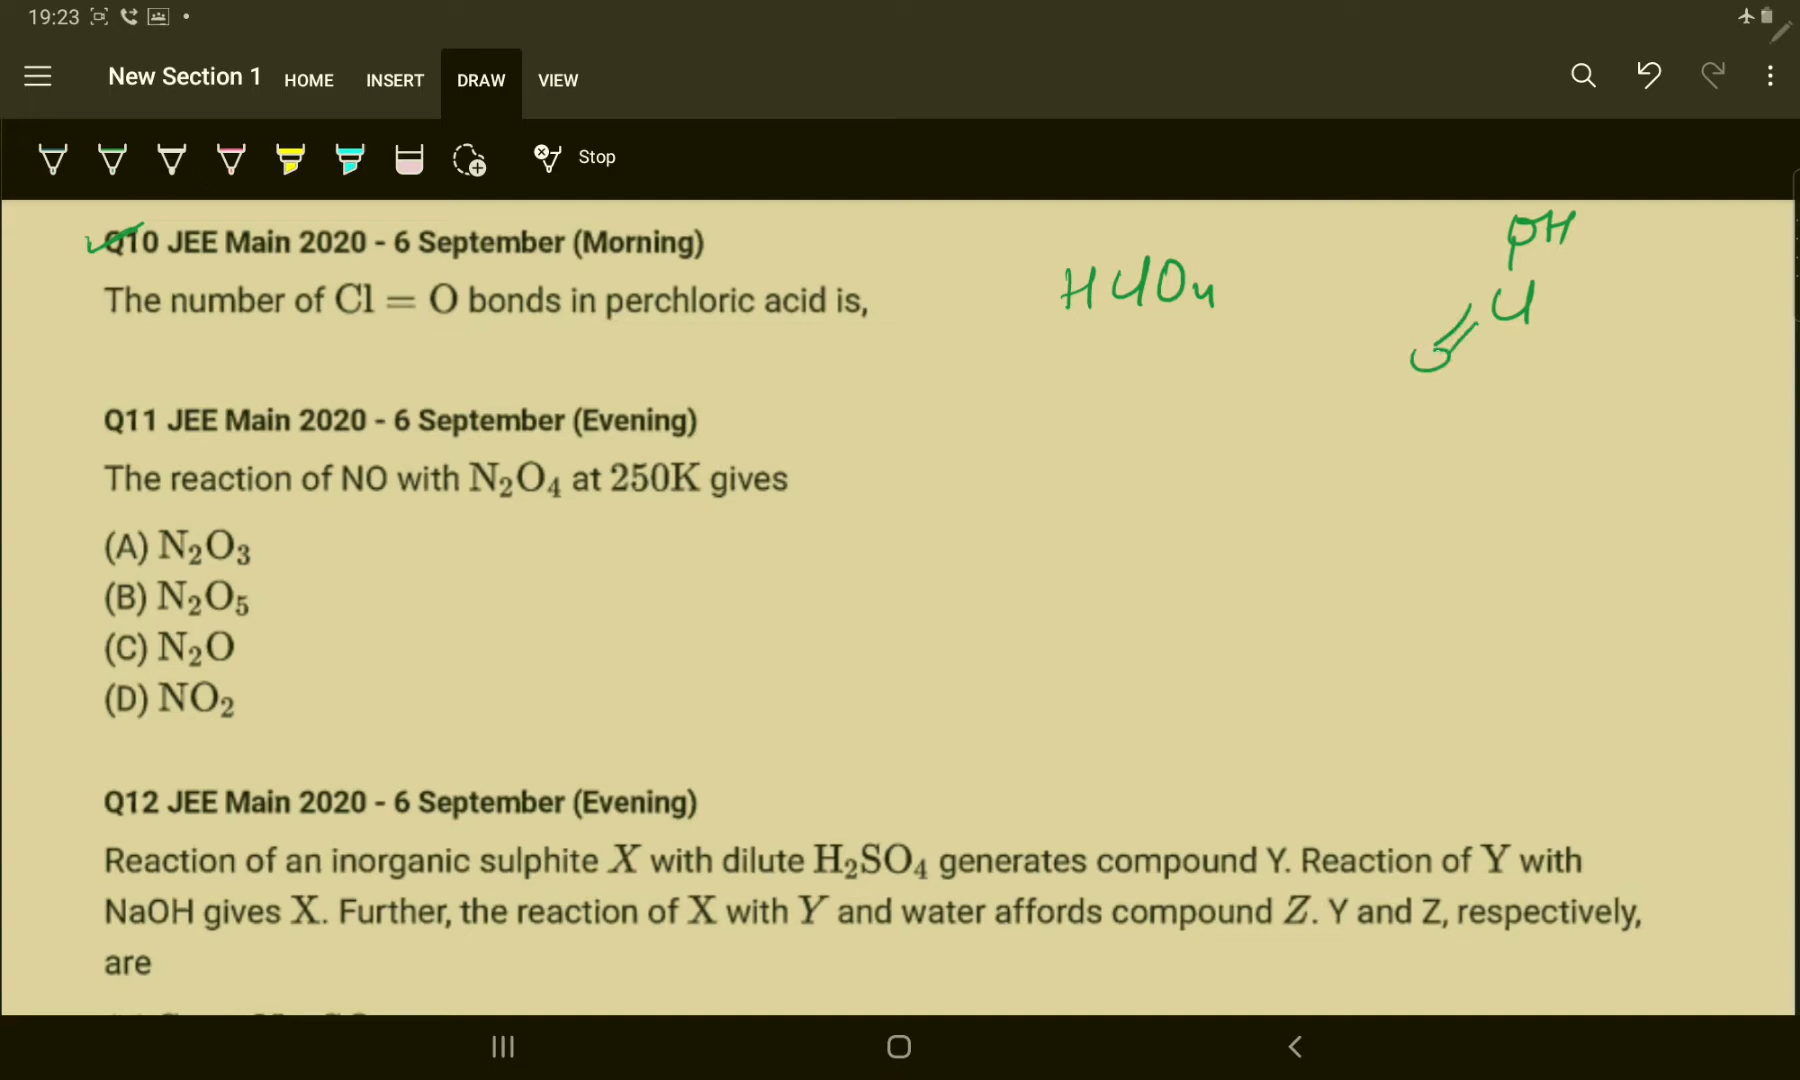 19:23
New Section 1 HOME INSERT DRAW VIEW
Stop
Q10 JEE Main 2020 - 6 September (Morning)
The number of Cl = O bonds in perchloric acid is,
HClO₄
OH
Cl
O
Q11 JEE Main 2020 - 6 September (Evening)
The reaction of NO with N₂O₄ at 250K gives
(A) N₂O₃
(B) N₂O₅
(C) N₂O
(D) NO₂
Q12 JEE Main 2020 - 6 September (Evening)
Reaction of an inorganic sulphite X with dilute H₂SO₄ generates compound Y. Reaction of Y with
NaOH gives X. Further, the reaction of X with Y and water affords compound Z. Y and Z, respectively,
are